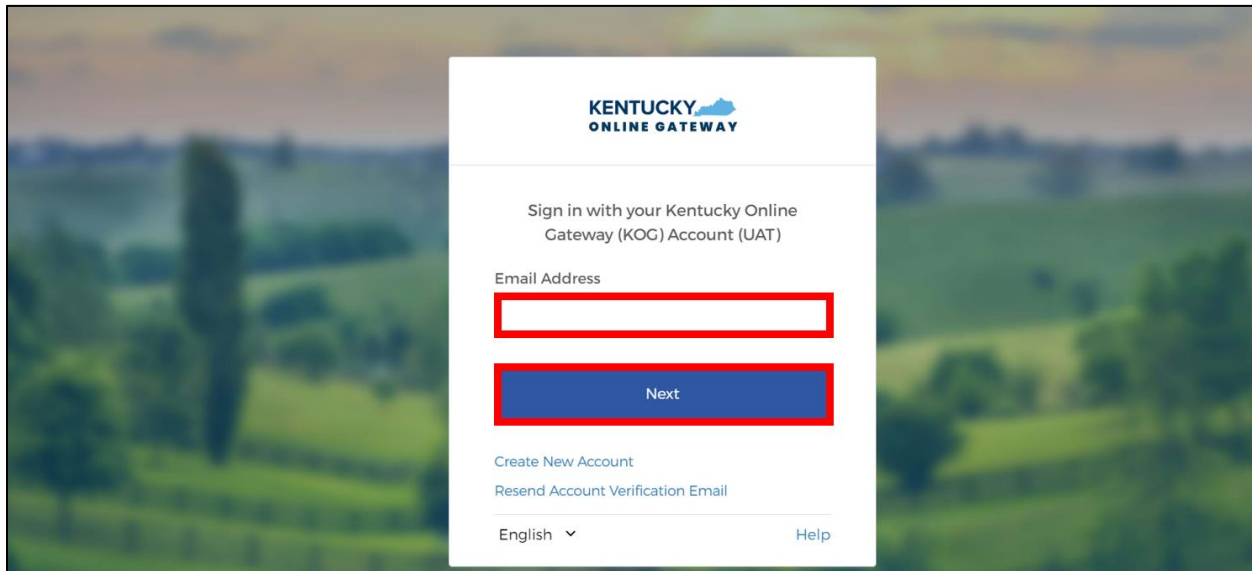 KENTUCKY
ONLINE GATEWAY
Sign in with your Kentucky Online
Gateway (KOG) Account (UAT)
Email Address
Next
Create New Account
Resend Account Verification Email
English
Help